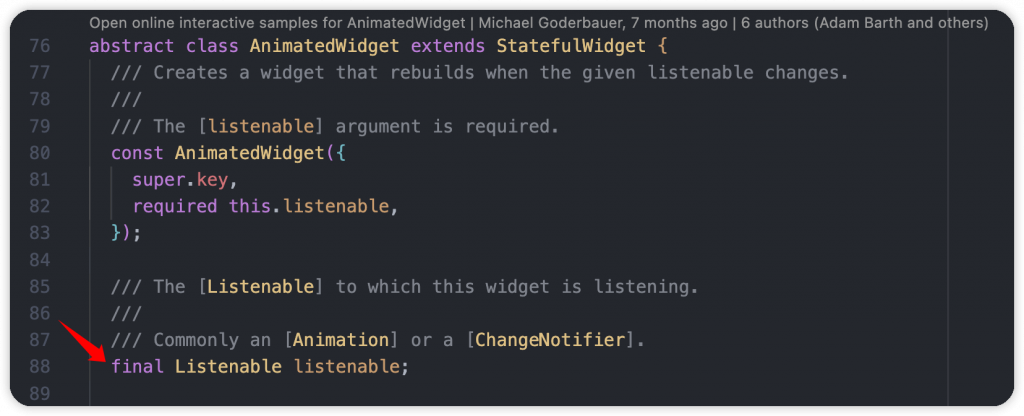 Open online interactive samples for AnimatedWidget | Michael Goderbauer, 7 months ago | 6 authors (Adam Barth and others)
76 abstract class AnimatedWidget extends StatefulWidget {
77 /// Creates a widget that rebuilds when the given listenable changes.
78 ///
79 /// The [listenable] argument is required.
80 const AnimatedWidget({
81 super.key,
82 required this.listenable,
83 });
84
85 /// The [Listenable] to which this widget is listening.
86 ///
87 /// Commonly an [Animation] or a [ChangeNotifier].
88 final Listenable listenable;
89